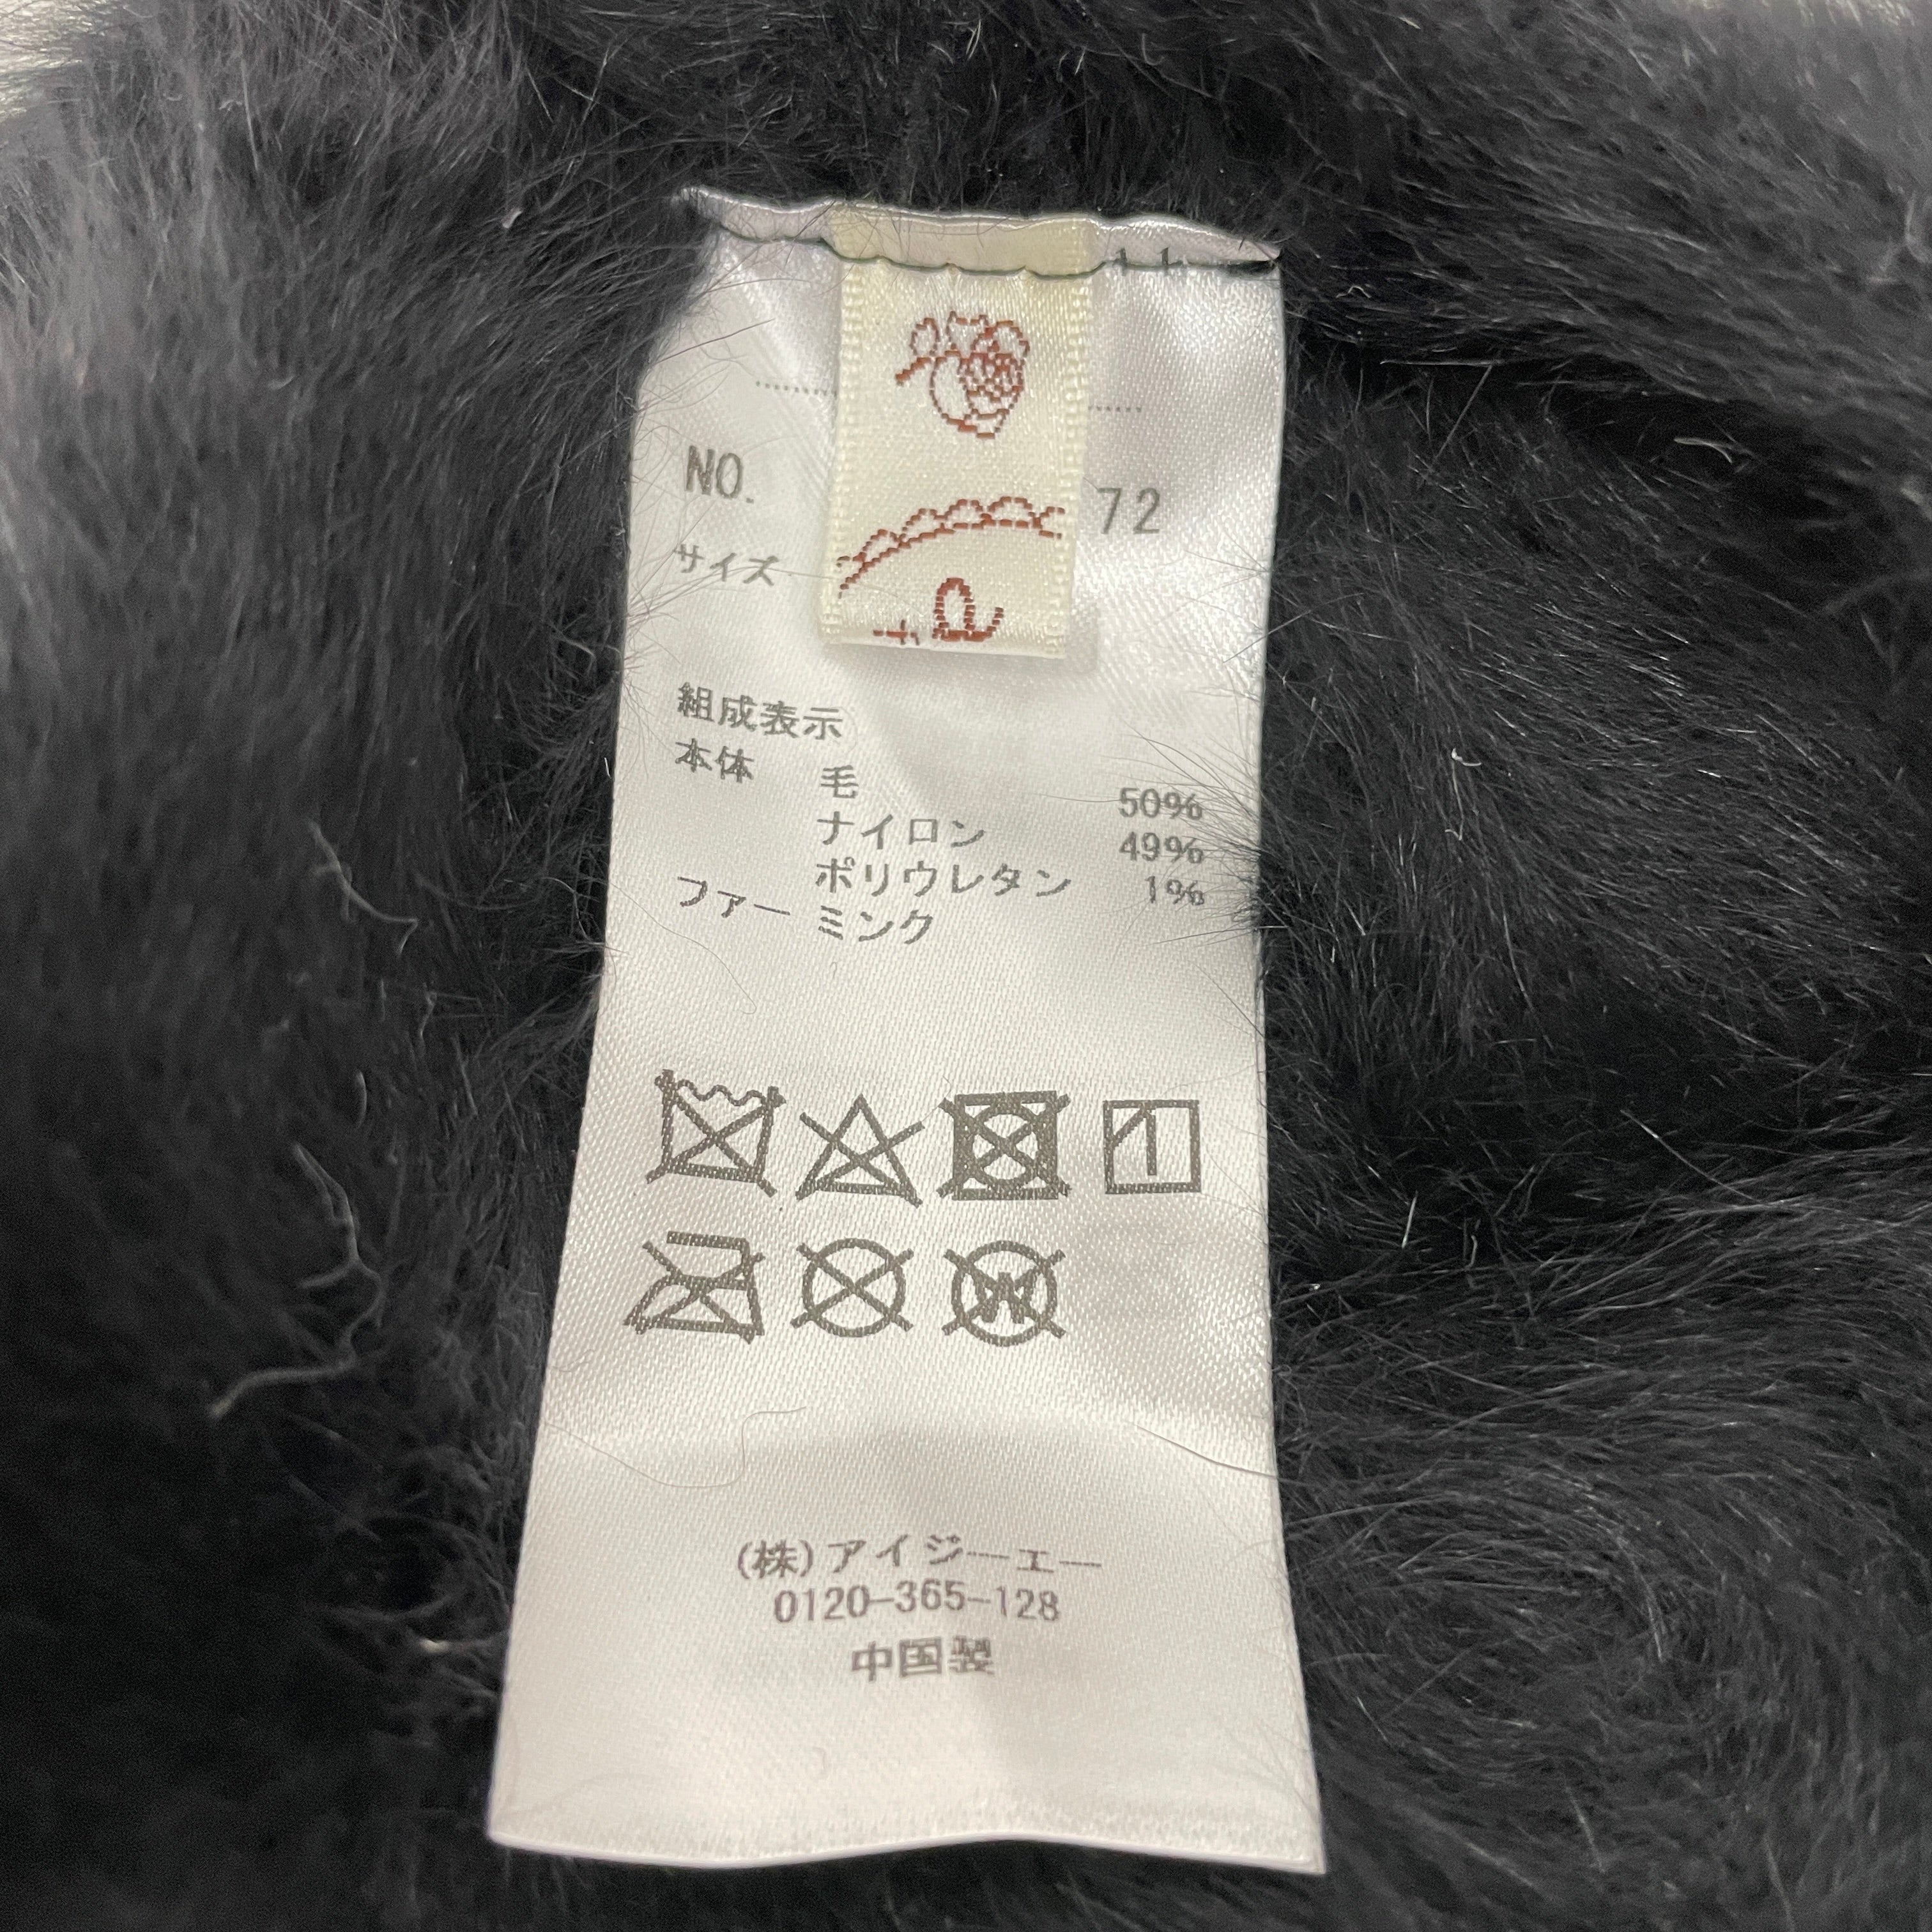 NO. 72
サイズ
組成表示
本体 毛 50%
ナイロン 49%
ポリウレタン 1%
ファー ミンク
(株)アイジーエー
0120-365-128
中国製